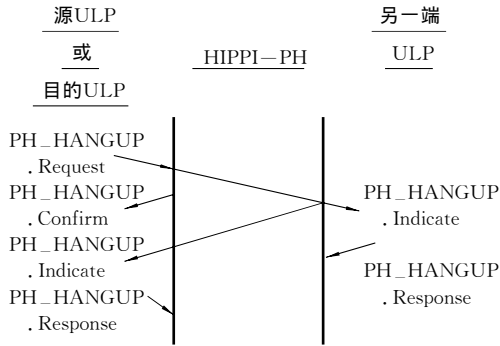 源ULP
或
目的ULP
HIPPI－PH
另一端
ULP
PH_HANGUP
. Request
PH_HANGUP
. Confirm
PH_HANGUP
. Indicate
PH_HANGUP
. Response
PH_HANGUP
. Indicate
PH_HANGUP
. Response